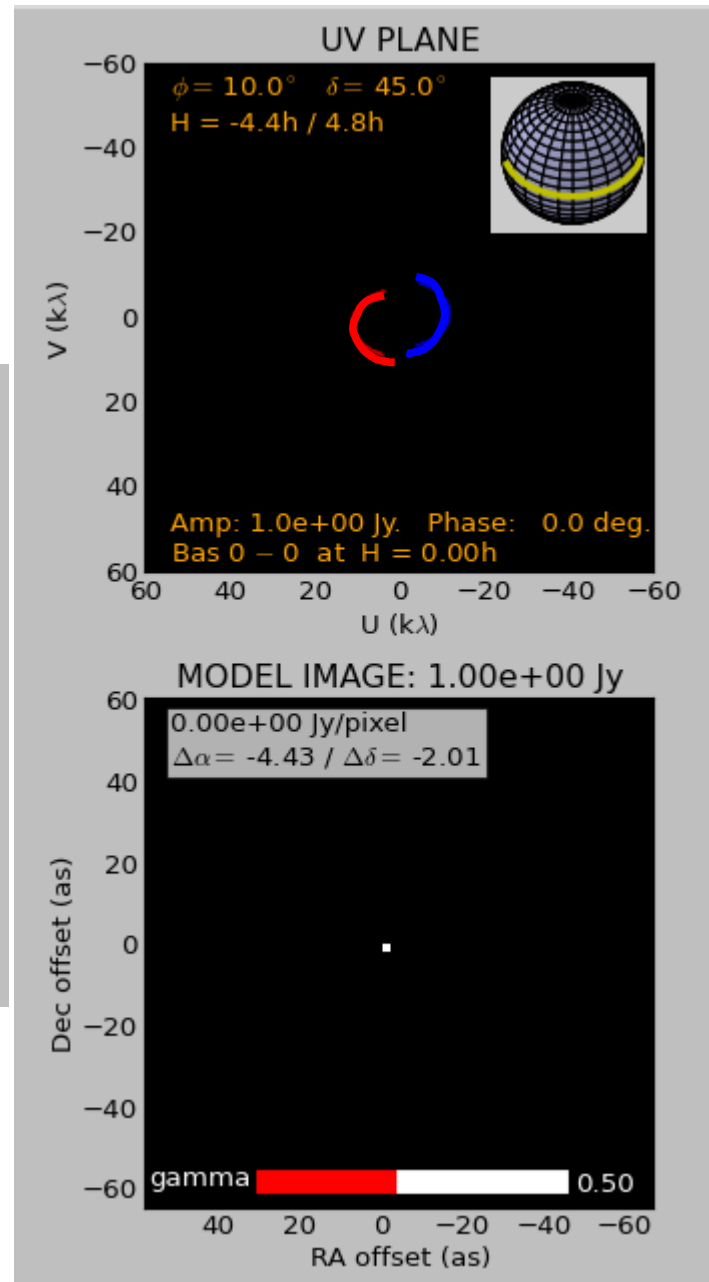 UV PLANE
−60
−40
−20
0
20
40
60
V (kλ)
ϕ= 10.0° δ= 45.0°
H = -4.4h / 4.8h
Amp: 1.0e+00 Jy. Phase: 0.0 deg.
Bas 0 − 0 at H = 0.00h
60 40 20 0 −20 −40 −60
U (kλ)
MODEL IMAGE: 1.00e+00 Jy
60
40
20
0
−20
−40
−60
Dec offset (as)
0.00e+00 Jy/pixel
Δα= -4.43 / Δδ= -2.01
gamma 0.50
40 20 0 −20 −40 −60
RA offset (as)